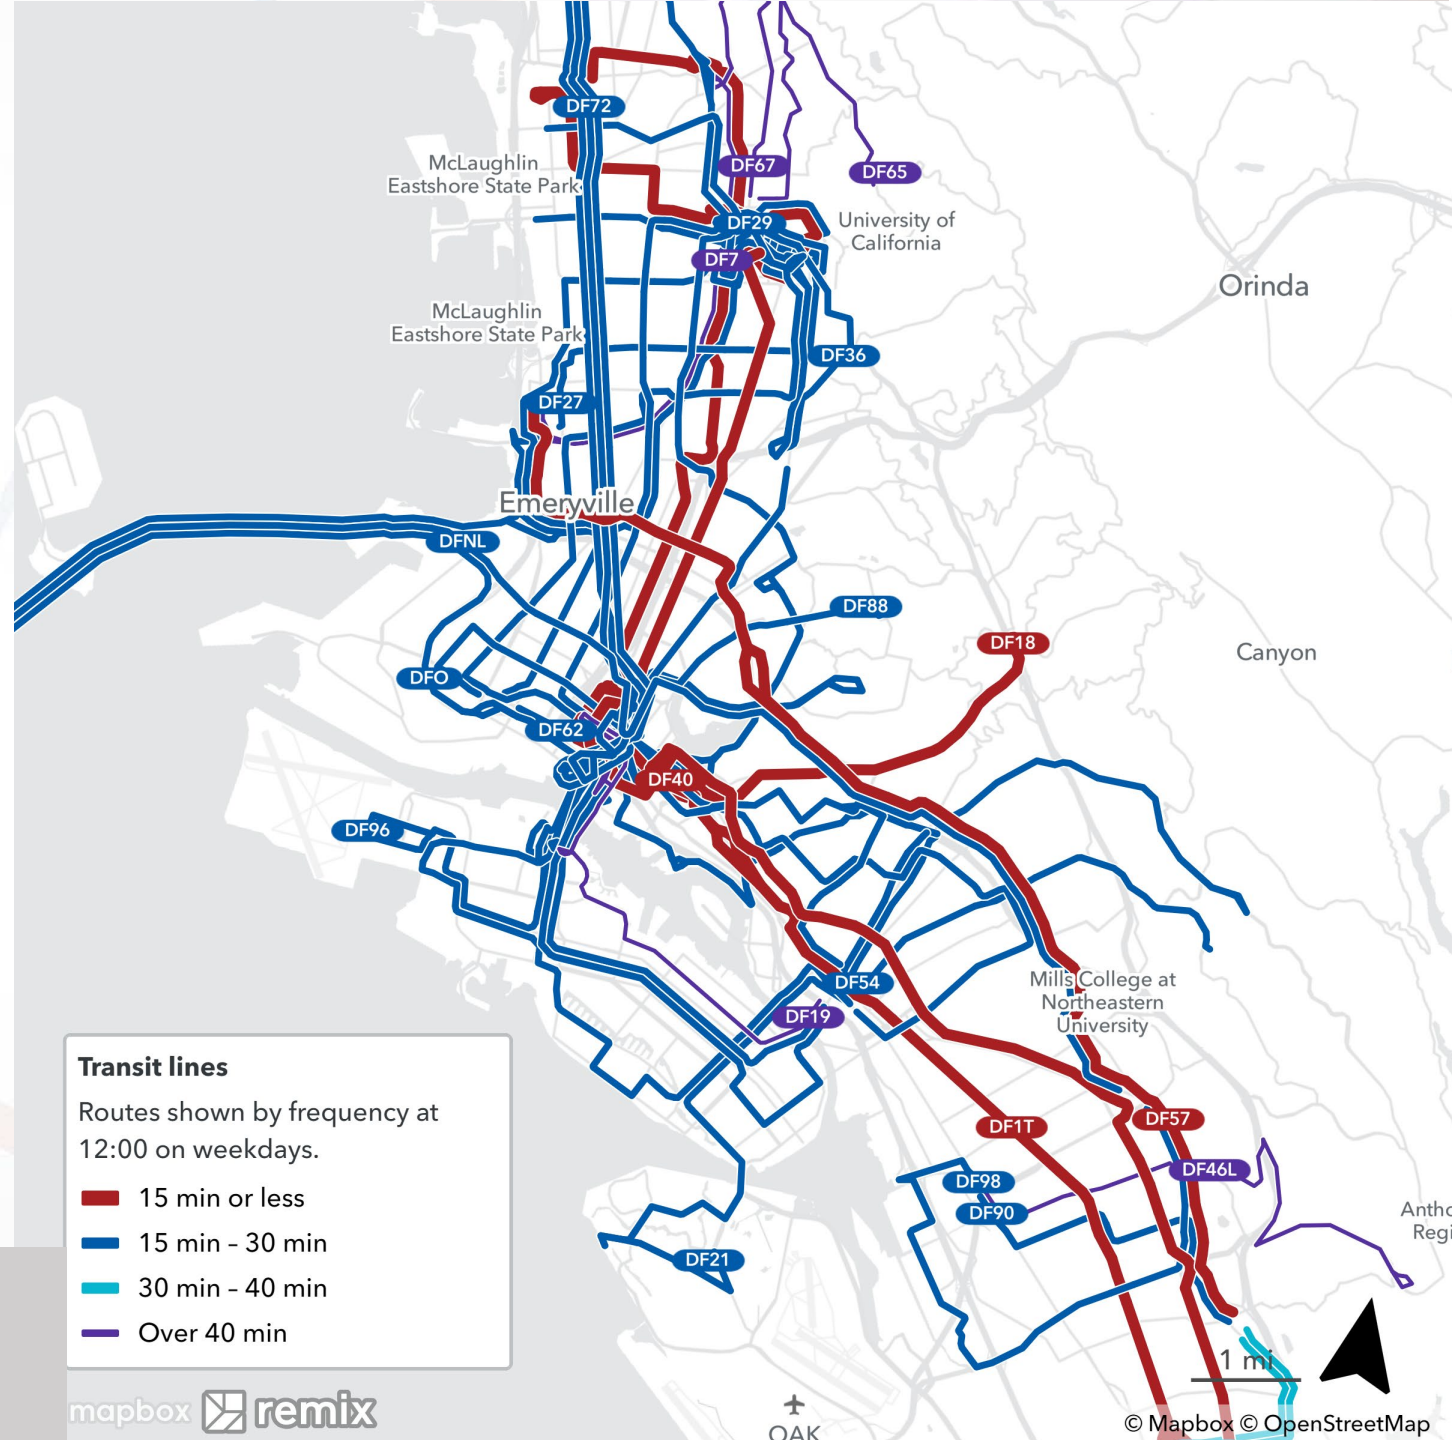 DF72
McLaughlin
Eastshore State Park
DF67
DF65
DF29
University of
California
DF7
Orinda
McLaughlin
Eastshore State Park
DF36
DF27
Emeryville
DFNL
DF88
DF18
Canyon
DFO
DF62
DF40
DF96
Mills College at
Northeastern
University
DF54
DF19
Transit lines
Routes shown by frequency at
12:00 on weekdays.
15 min or less
15 min – 30 min
30 min – 40 min
Over 40 min
DF1T
DF57
DF46L
DF98
DF90
Antho
Regi
DF21
1 mi
mapbox
remix
OAK
© Mapbox © OpenStreetMap